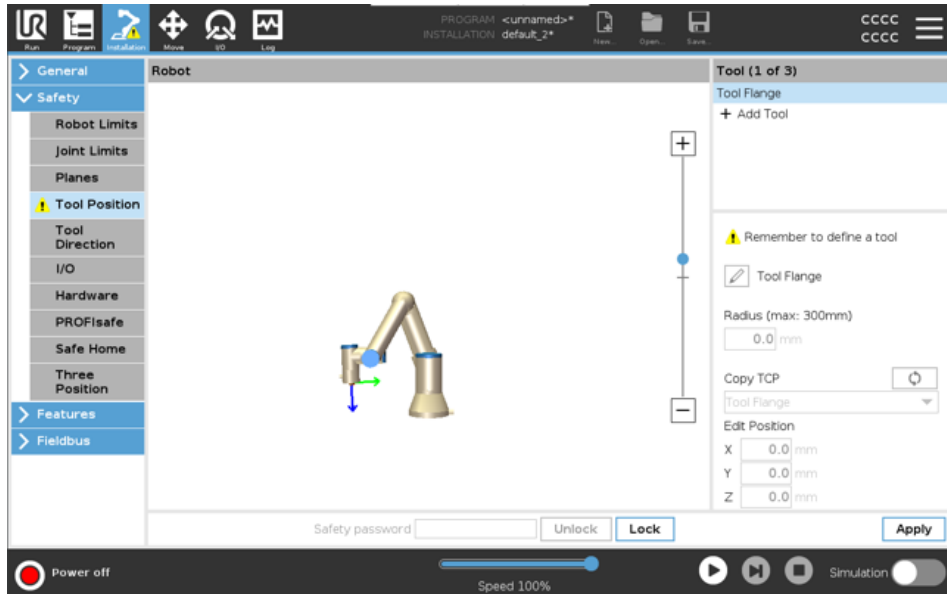 PROGRAM <unnamed>*
INSTALLATION default_2*
UR
Run
Program
Installation
Move
I/O
Log
New...
Open...
Save...
CCCC
CCCC
General
Safety
Robot Limits
Joint Limits
Planes
Tool Position
Tool
Direction
I/O
Hardware
PROFIsafe
Safe Home
Three
Position
Features
Fieldbus
Robot
Tool (1 of 3)
Tool Flange
+ Add Tool
Remember to define a tool
Tool Flange
Radius (max: 300mm)
0.0 mm
Copy TCP
Tool Flange
Edit Position
X 0.0 mm
Y 0.0 mm
Z 0.0 mm
Safety password
Unlock
Lock
Apply
Power off
Speed 100%
Simulation